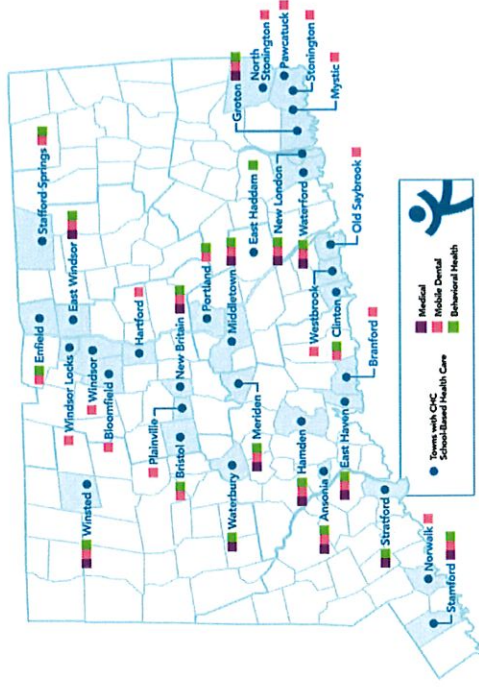 Stafford Springs
Enfield
East Windsor
Windsor Locks
Windsor
Bloomfield
Hartford
Winsted
Plainville
Bristol
New Britain
Portland
Middletown
Waterbury
Meriden
East Haddam
Groton
North
Stonington
Pawcatuck
Stonington
Mystic
New London
Waterford
Old Saybrook
Westbrook
Clinton
Branford
Hamden
Ansonia
East Haven
Stratford
Norwalk
Stamford
Towns with CHC
School-Based Health Care
Medical
Mobile Dental
Behavioral Health